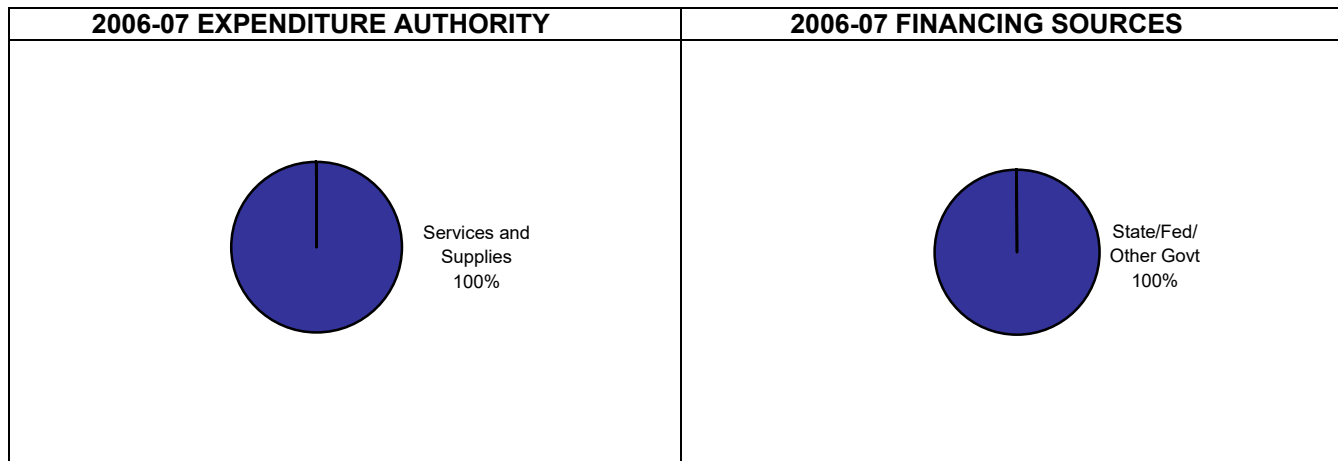 2006-07 EXPENDITURE AUTHORITY
2006-07 FINANCING SOURCES
Services and
Supplies
100%
State/Fed/
Other Govt
100%